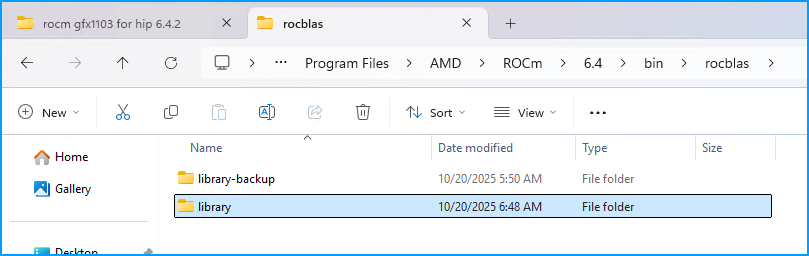 rocm gfx1103 for hip 6.4.2
rocblas
Program Files AMD ROCm 6.4 bin rocblas
New Sort View
Name Date modified Type Size
Home
library-backup 10/20/2025 5:50 AM File folder
Gallery
library 10/20/2025 6:48 AM File folder
Desktop